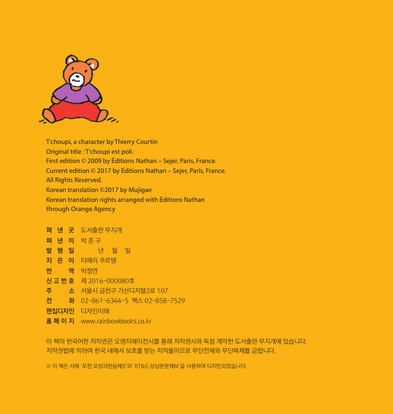 T'choupi, a character by Thierry Courtin
Original title : T'choupi est poli.
First edition © 2009 by Éditions Nathan – Sejer, Paris, France.
Current edition © 2017 by Éditions Nathan – Sejer, Paris, France.
All Rights Reserved.
Korean translation ©2017 by Mujigae
Korean translation rights arranged with Éditions Nathan
through Orange Agency
펴 낸 곳 도서출판 무지개
펴 낸 이 박준구
발 행 일 년 월 일
지 은 이 티에리 쿠르탱
번 역 박정연
신고번호 제 2016-000080호
주 소 서울시 금천구 가산디지털2로 107
전 화 02-861-6344~5 팩스 02-858-7529
편집디자인 디자인이해
홈페이지 www.rainbowbooks.co.kr
이 책의 한국어판 저작권은 오렌지에이전시를 통해 저작권사와 독점 계약한 도서출판 무지개에 있습니다.
저작권법에 의하여 한국 내에서 보호를 받는 저작물이므로 무단전재와 무단복제를 금합니다.
※ 이 책은 서체 '포천 오성과한음체B'와 'KT&G 상상본문체M'을 사용하여 디자인되었습니다.